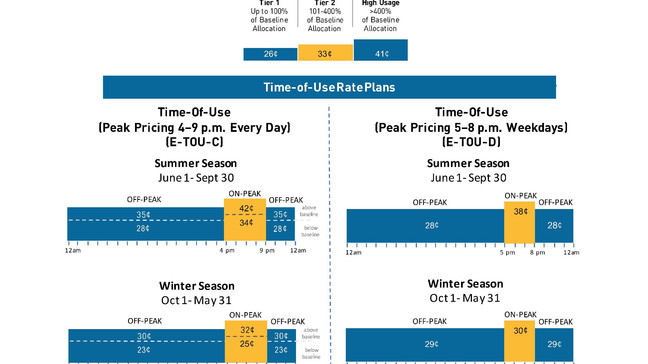 Tier 1 Tier 2 High Usage
Up to 100% 101-400% >400%
of Baseline of Baseline of Baseline
Allocation Allocation Allocation
26¢ 33¢ 41¢
Time-of-Use Rate Plans
Time-Of-Use
(Peak Pricing 4–9 p.m. Every Day)
(E-TOU-C)
Summer Season
June 1- Sept 30
ON-PEAK
OFF-PEAK OFF-PEAK
42¢
above
baseline
35¢ 35¢
34¢
28¢ 28¢
below
baseline
12am 4 pm 9 pm 12am
Winter Season
Oct 1- May 31
ON-PEAK
OFF-PEAK OFF-PEAK
32¢
above
baseline
30¢ 30¢
25¢
23¢ 23¢
below
baseline
Time-Of-Use
(Peak Pricing 5–8 p.m. Weekdays)
(E-TOU-D)
Summer Season
June 1- Sept 30
ON-PEAK
OFF-PEAK OFF-PEAK
38¢
28¢ 28¢
12am 5 pm 8 pm 12am
Winter Season
Oct 1- May 31
ON-PEAK
OFF-PEAK OFF-PEAK
30¢
29¢ 29¢